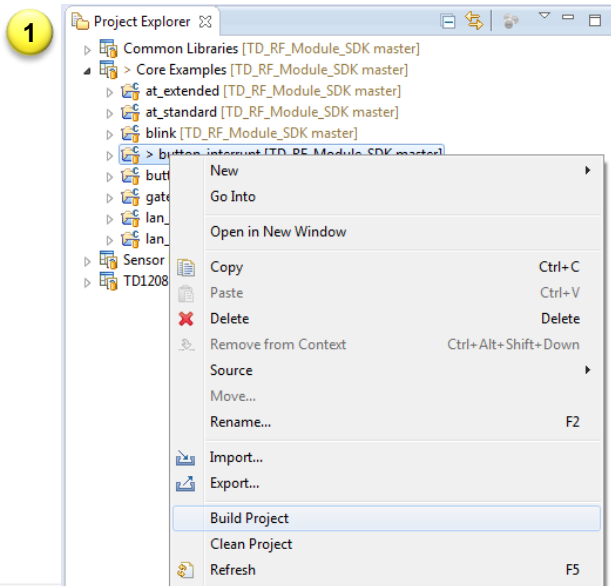 1
Project Explorer
Common Libraries [TD_RF_Module_SDK master]
> Core Examples [TD_RF_Module_SDK master]
at_extended [TD_RF_Module_SDK master]
at_standard [TD_RF_Module_SDK master]
blink [TD_RF_Module_SDK master]
> button_interrupt [TD_RF_Module_SDK master]
butt
gate
lan_
lan_
Sensor
TD1208
New
Go Into
Open in New Window
Copy Ctrl+C
Paste Ctrl+V
Delete Delete
Remove from Context Ctrl+Alt+Shift+Down
Source
Move...
Rename... F2
Import...
Export...
Build Project
Clean Project
Refresh F5